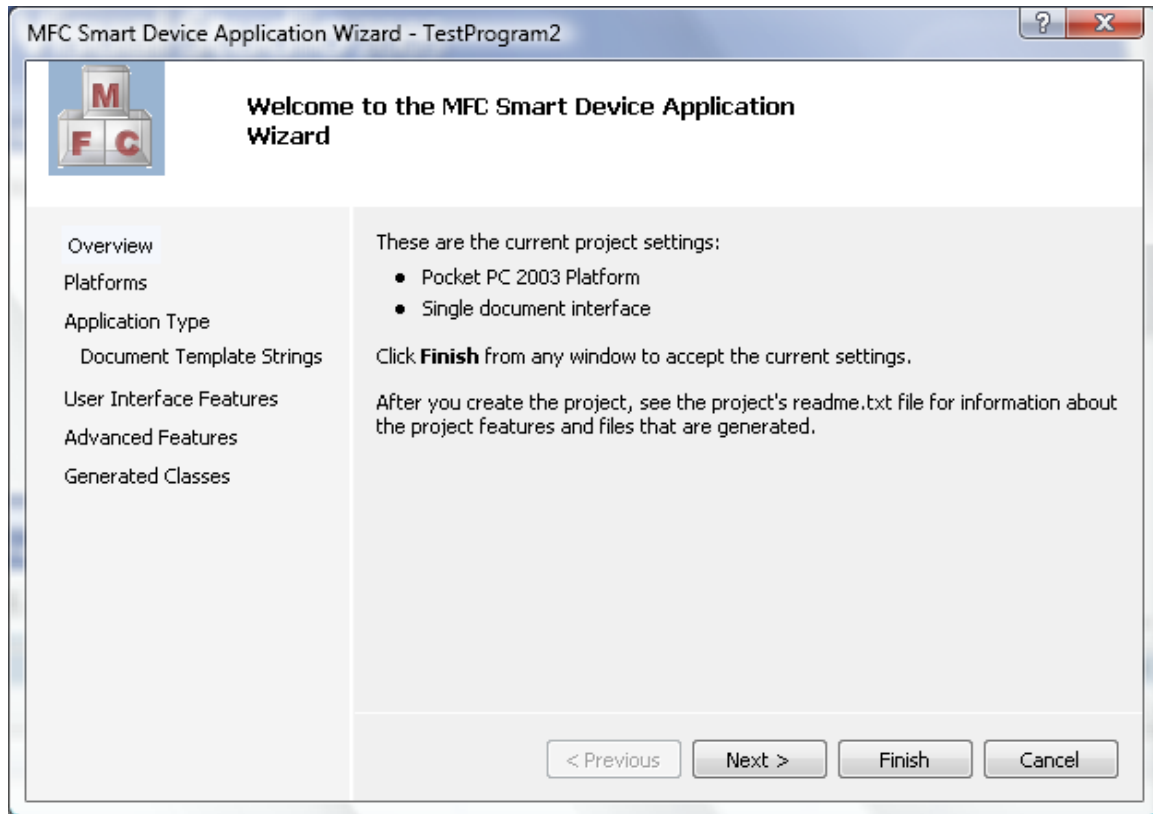 MFC Smart Device Application Wizard - TestProgram2
?
X
M
F C
Welcome to the MFC Smart Device Application
Wizard
Overview
Platforms
Application Type
Document Template Strings
User Interface Features
Advanced Features
Generated Classes
These are the current project settings:
● Pocket PC 2003 Platform
● Single document interface
Click Finish from any window to accept the current settings.
After you create the project, see the project's readme.txt file for information about
the project features and files that are generated.
< Previous
Next >
Finish
Cancel